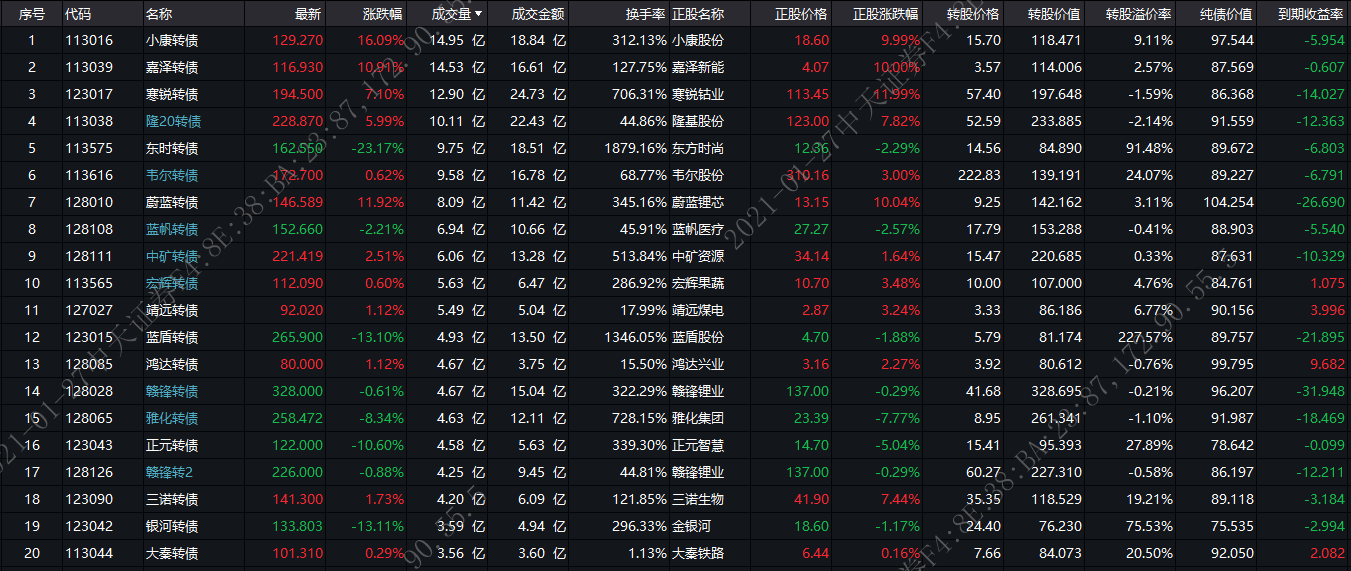 序号 代码 名称 最新 涨跌幅 成交量 成交金额 换手率 正股名称 正股价格 正股涨跌幅 转股价格 转股价值 转股溢价率 纯债价值 到期收益率
1 113016 小康转债 129.270 16.09% 14.95 亿 18.84 亿 312.13% 小康股份 18.60 9.99% 15.70 118.471 9.11% 97.544 -5.954
2 113039 嘉泽转债 116.930 10.91% 14.53 亿 16.61 亿 127.75% 嘉泽新能 4.07 10.00% 3.57 114.006 2.57% 87.569 -0.607
3 123017 寒锐转债 194.500 7.10% 12.90 亿 24.73 亿 706.31% 寒锐钴业 113.45 11.99% 57.40 197.648 -1.59% 86.368 -14.027
4 113038 隆20转债 228.870 5.99% 10.11 亿 22.43 亿 44.86% 隆基股份 123.00 7.82% 52.59 233.885 -2.14% 91.559 -12.363
5 113575 东时转债 162.550 -23.17% 9.75 亿 18.51 亿 1879.16% 东方时尚 12.36 -2.29% 14.56 84.890 91.48% 89.672 -6.803
6 113616 韦尔转债 172.700 0.62% 9.58 亿 16.78 亿 68.77% 韦尔股份 310.16 3.00% 222.83 139.191 24.07% 89.227 -6.791
7 128010 蔚蓝转债 146.589 11.92% 8.09 亿 11.42 亿 345.16% 蔚蓝锂芯 13.15 10.04% 9.25 142.162 3.11% 104.254 -26.690
8 128108 蓝帆转债 152.660 -2.21% 6.94 亿 10.66 亿 45.91% 蓝帆医疗 27.27 -2.57% 17.79 153.288 -0.41% 88.903 -5.540
9 128111 中矿转债 221.419 2.51% 6.06 亿 13.28 亿 513.84% 中矿资源 34.14 1.64% 15.47 220.685 0.33% 87.631 -10.329
10 113565 宏辉转债 112.090 0.60% 5.63 亿 6.47 亿 286.92% 宏辉果蔬 10.70 3.48% 10.00 107.000 4.76% 84.761 1.075
11 127027 靖远转债 92.020 1.12% 5.49 亿 5.04 亿 17.99% 靖远煤电 2.87 3.24% 3.33 86.186 6.77% 90.156 3.996
12 123015 蓝盾转债 265.900 -13.10% 4.93 亿 13.50 亿 1346.05% 蓝盾股份 4.70 -1.88% 5.79 81.174 227.57% 89.757 -21.895
13 128085 鸿达转债 80.000 1.12% 4.67 亿 3.75 亿 15.50% 鸿达兴业 3.16 2.27% 3.92 80.612 -0.76% 99.795 9.682
14 128028 赣锋转债 328.000 -0.61% 4.67 亿 15.04 亿 322.29% 赣锋锂业 137.00 -0.29% 41.68 328.695 -0.21% 96.207 -31.948
15 128065 雅化转债 258.472 -8.34% 4.63 亿 12.11 亿 728.15% 雅化集团 23.39 -7.77% 8.95 261.341 -1.10% 91.987 -18.469
16 123043 正元转债 122.000 -10.60% 4.58 亿 5.63 亿 339.30% 正元智慧 14.70 -5.04% 15.41 95.393 27.89% 78.642 -0.099
17 128126 赣锋转2 226.000 -0.88% 4.25 亿 9.45 亿 44.81% 赣锋锂业 137.00 -0.29% 60.27 227.310 -0.58% 86.197 -12.211
18 123090 三诺转债 141.300 1.73% 4.20 亿 6.09 亿 121.85% 三诺生物 41.90 7.44% 35.35 118.529 19.21% 89.118 -3.184
19 123042 银河转债 133.803 -13.11% 3.59 亿 4.94 亿 296.33% 金银河 18.60 -1.17% 24.40 76.230 75.53% 75.535 -2.994
20 113044 大秦转债 101.310 0.29% 3.56 亿 3.60 亿 1.13% 大秦铁路 6.44 0.16% 7.66 84.073 20.50% 92.050 2.082